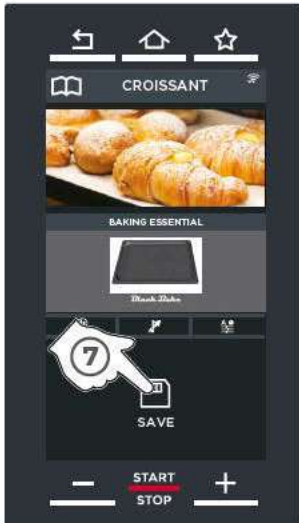 CROISSANT
BAKING ESSENTIAL
Black Bake
7
SAVE
START
STOP